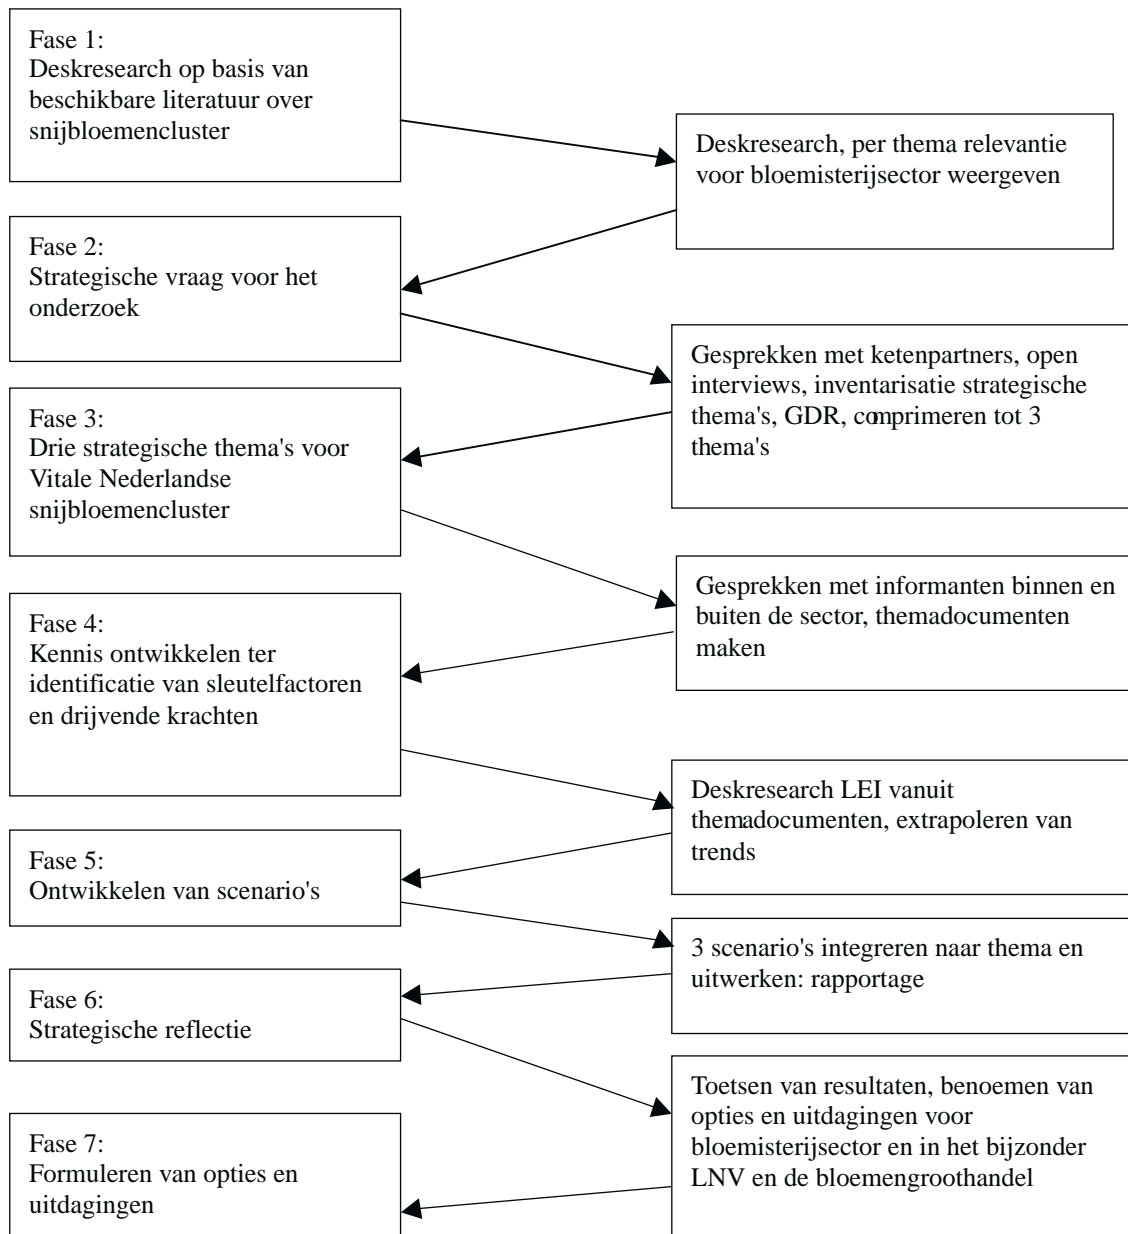 Fase 1:
Deskresearch op basis van
beschikbare literatuur over
snijbloemencluster
Deskresearch, per thema relevantie
voor bloemisterijsector weergeven
Fase 2:
Strategische vraag voor het
onderzoek
Gesprekken met ketenpartners, open
interviews, inventarisatie strategische
thema's, GDR, comprimeren tot 3
thema's
Fase 3:
Drie strategische thema's voor
Vitale Nederlandse
snijbloemencluster
Gesprekken met informanten binnen en
buiten de sector, themadocumenten
maken
Fase 4:
Kennis ontwikkelen ter
identificatie van sleutelfactoren
en drijvende krachten
Deskresearch LEI vanuit
themadocumenten, extrapoleren van
trends
Fase 5:
Ontwikkelen van scenario's
3 scenario's integreren naar thema en
uitwerken: rapportage
Fase 6:
Strategische reflectie
Toetsen van resultaten, benoemen van
opties en uitdagingen voor
bloemisterijsector en in het bijzonder
LNV en de bloemengroothandel
Fase 7:
Formuleren van opties en
uitdagingen